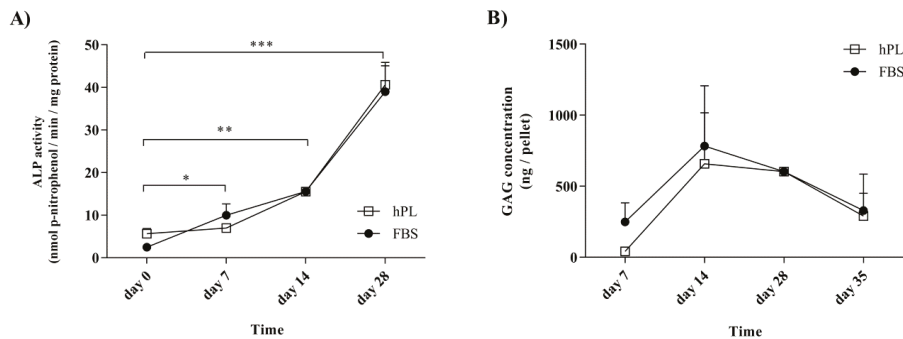 A)
ALP activity
(nmol p-nitrophenol / min / mg protein)
50
40
30
20
10
0
***
**
*
hPL
FBS
day 0
day 7
day 14
day 28
Time
B)
GAG concentration
(ng / pellet)
1500
1000
500
0
hPL
FBS
day 7
day 14
day 28
day 35
Time